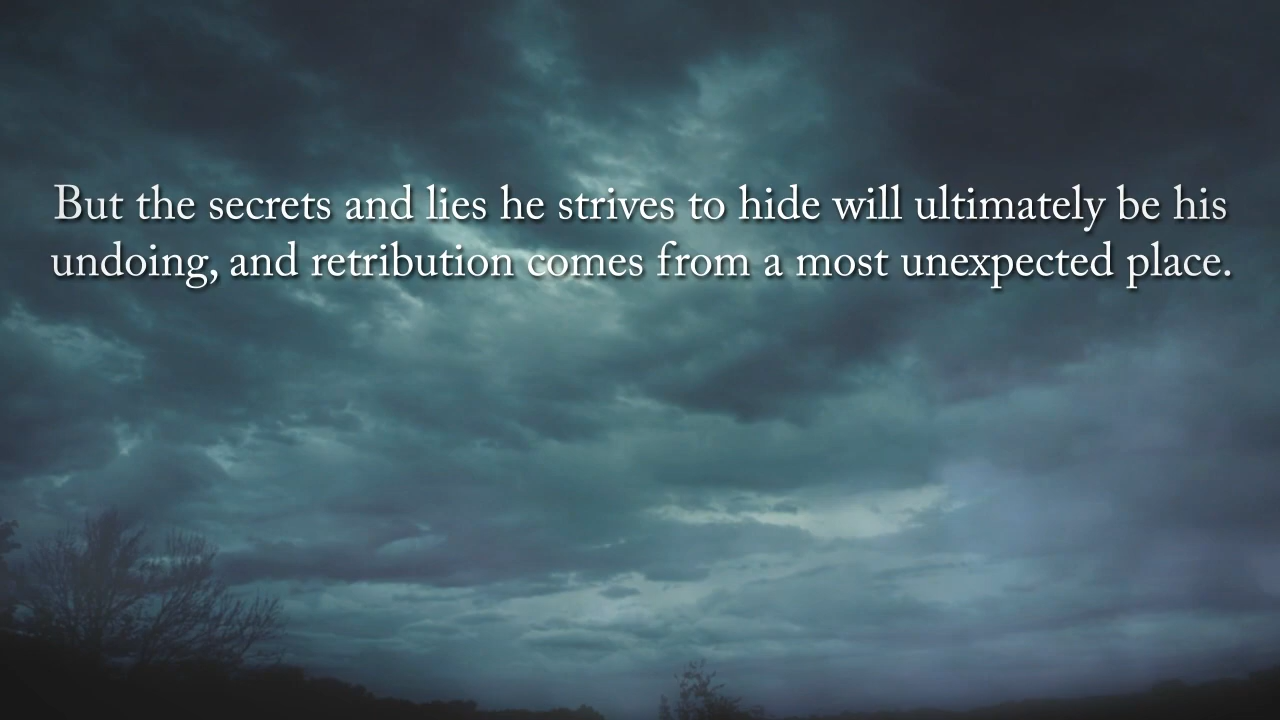 But the secrets and lies he strives to hide will ultimately be his
undoing, and retribution comes from a most unexpected place.